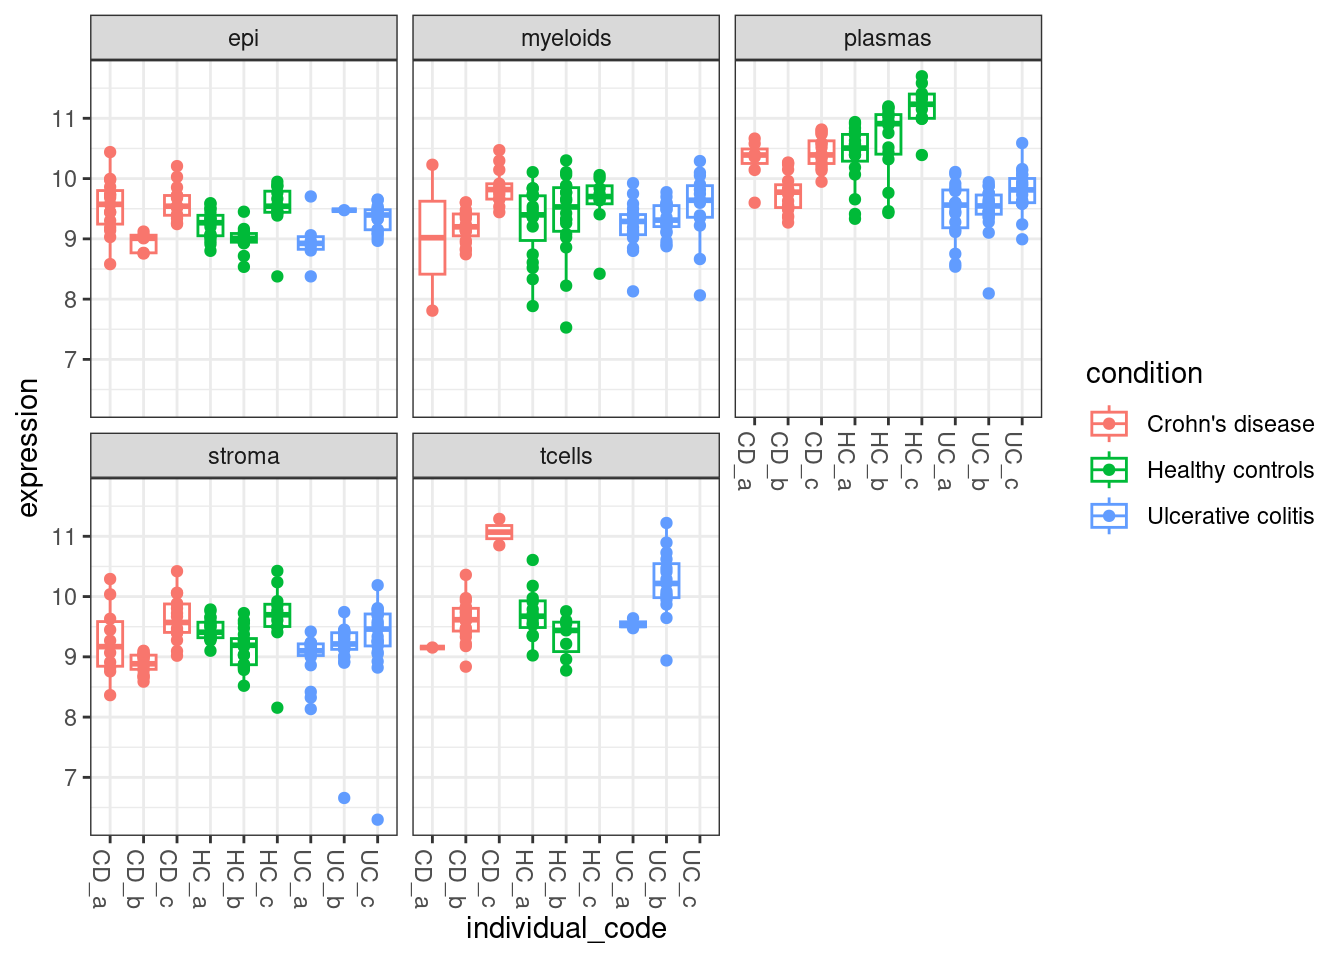 epi
myeloids
plasmas
11
10
9
8
7
CD_a
CD_b
CD_c
HC_a
HC_b
HC_c
UC_a
UC_b
UC_c
stroma
tcells
11
10
9
8
7
CD_a
CD_b
CD_c
HC_a
HC_b
HC_c
UC_a
UC_b
UC_c
CD_a
CD_b
CD_c
HC_a
HC_b
HC_c
UC_a
UC_b
UC_c
individual_code
expression
condition
Crohn's disease
Healthy controls
Ulcerative colitis